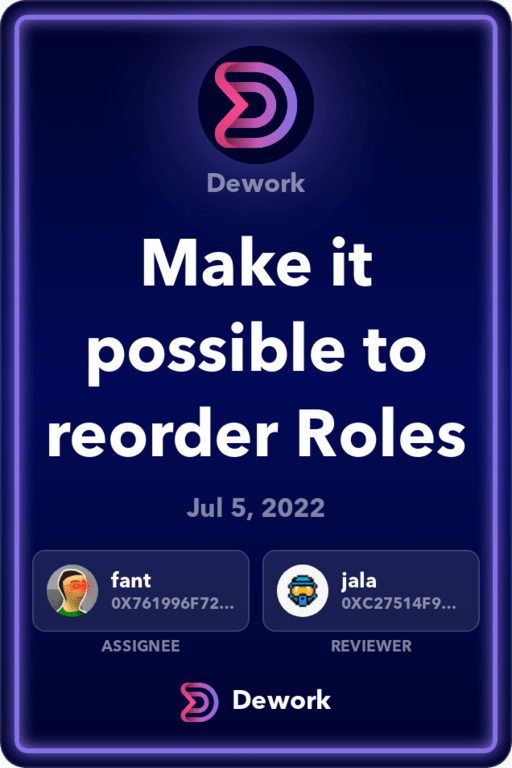 Dework
Make it
possible to
reorder Roles
Jul 5, 2022
fant
0X761996F72...
jala
0XC27514F9...
ASSIGNEE
REVIEWER
Dework